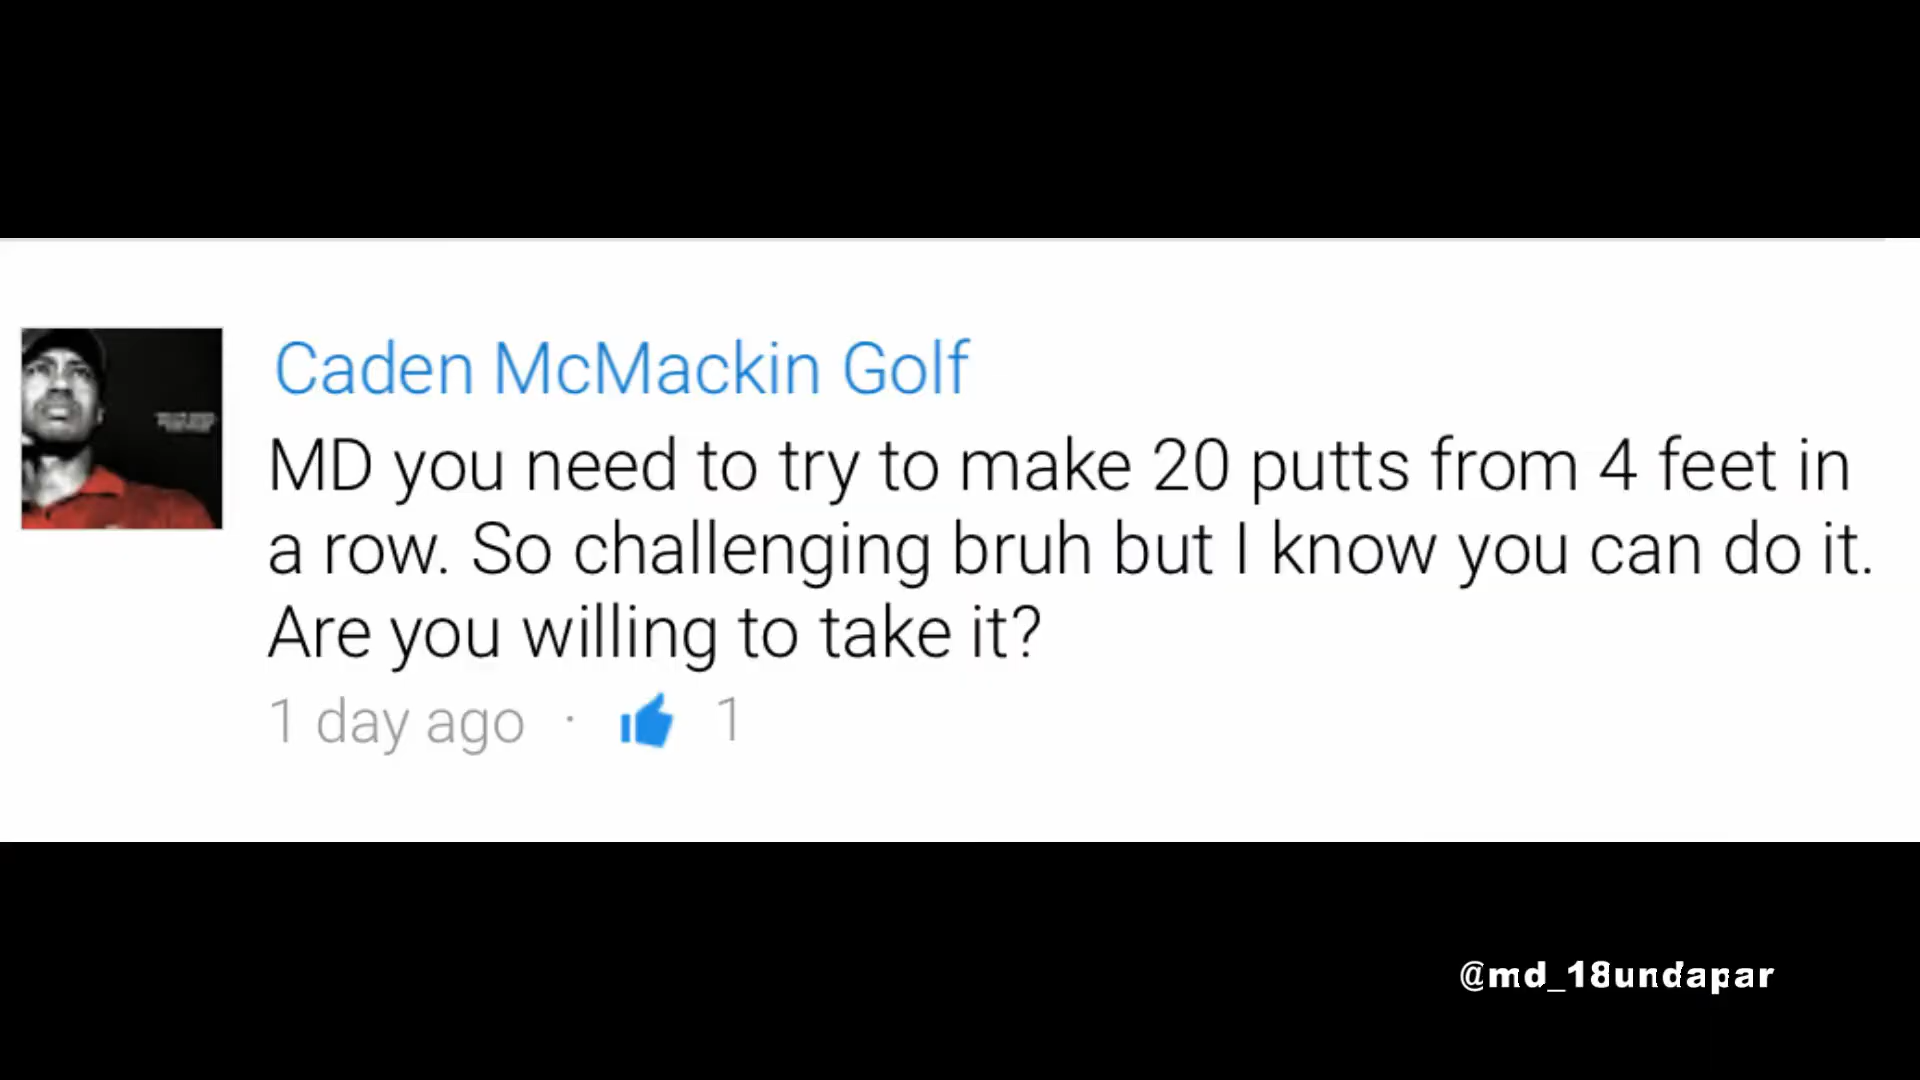 Caden McMackin Golf
MD you need to try to make 20 putts from 4 feet in
a row. So challenging bruh but I know you can do it.
Are you willing to take it?
1 day ago · 1
@md_18undapar